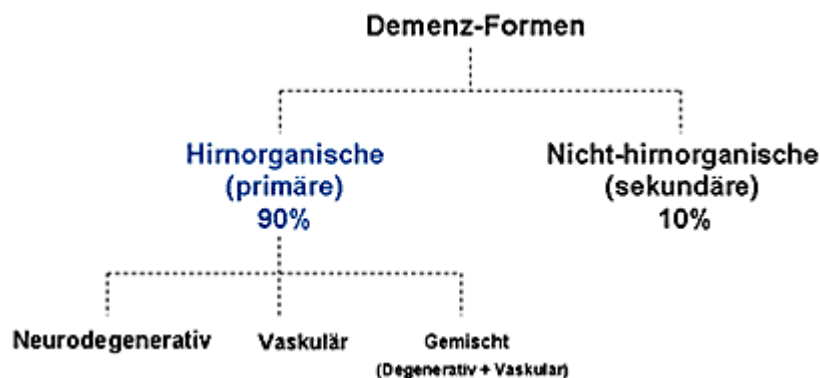 Demenz-Formen
Hirnorganische
(primäre)
90%
Nicht-hirnorganische
(sekundäre)
10%
Neurodegenerativ
Vaskulär
Gemischt
(Degenerativ + Vaskular)